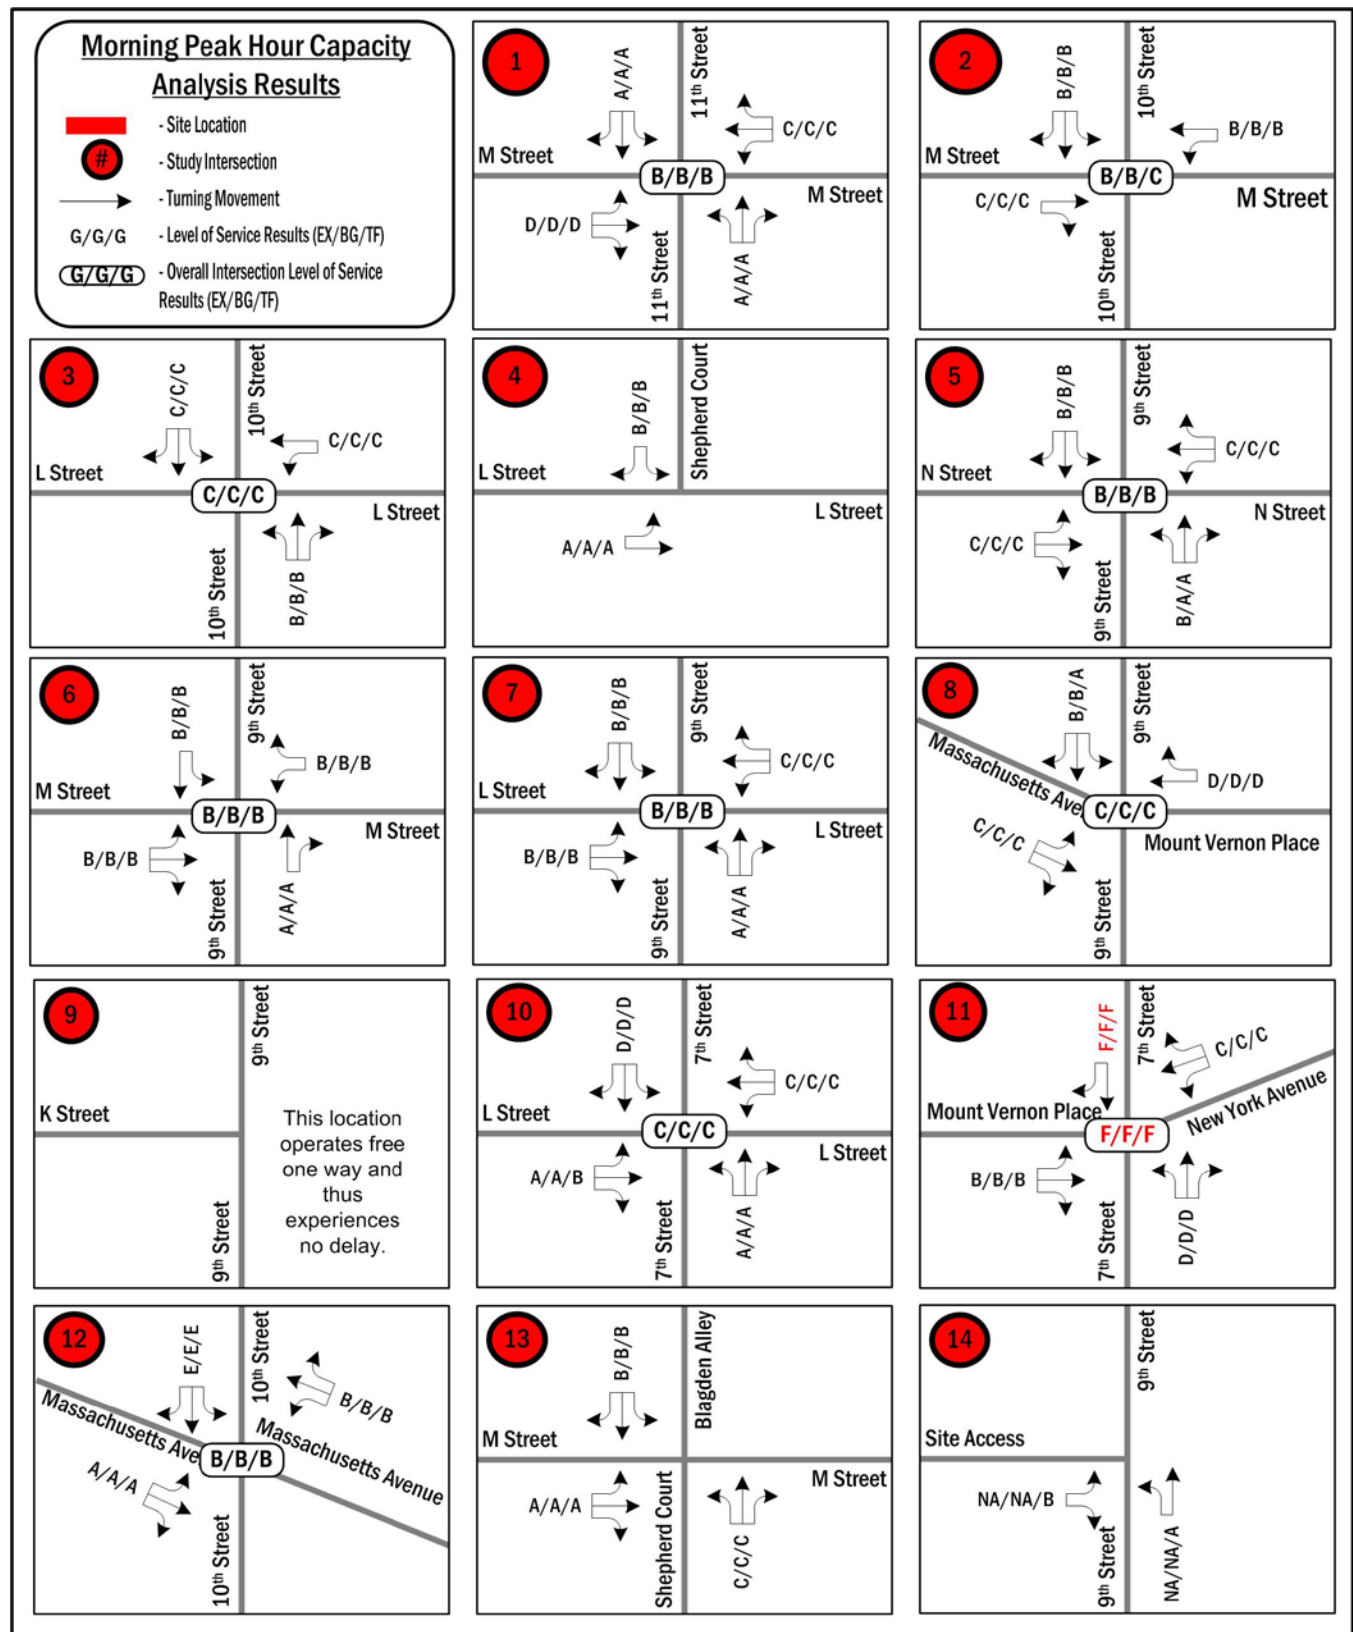 Morning Peak Hour Capacity
Analysis Results
- Site Location
# - Study Intersection
- Turning Movement
G/G/G - Level of Service Results (EX/BG/TF)
G/G/G - Overall Intersection Level of Service
Results (EX/BG/TF)
1
A/A/A
11th Street
C/C/C
M Street
B/B/B
M Street
D/D/D
11th Street
A/A/A
2
B/B/B
10th Street
B/B/B
M Street
B/B/C
M Street
C/C/C
10th Street
3
C/C/C
10th Street
C/C/C
L Street
C/C/C
L Street
10th Street
B/B/B
4
B/B/B
Shepherd Court
L Street
L Street
A/A/A
5
B/B/B
9th Street
C/C/C
N Street
B/B/B
N Street
C/C/C
9th Street
B/A/A
6
B/B/B
9th Street
B/B/B
M Street
B/B/B
M Street
B/B/B
9th Street
A/A/A
7
B/B/B
9th Street
C/C/C
L Street
B/B/B
L Street
B/B/B
9th Street
A/A/A
8
B/B/A
9th Street
D/D/D
Massachusetts Ave
C/C/C
Mount Vernon Place
C/C/C
9th Street
9
9th Street
K Street
9th Street
This location
operates free
one way and
thus
experiences
no delay.
10
D/D/D
7th Street
C/C/C
L Street
C/C/C
L Street
A/A/B
7th Street
A/A/A
11
F/F/F
7th Street
C/C/C
Mount Vernon Place
New York Avenue
F/F/F
B/B/B
7th Street
D/D/D
12
E/E/E
10th Street
B/B/B
Massachusetts Ave
B/B/B
Massachusetts Avenue
A/A/A
10th Street
13
B/B/B
Blagden Alley
M Street
M Street
A/A/A
Shepherd Court
C/C/C
14
9th Street
Site Access
NA/NA/B
9th Street
NA/NA/A